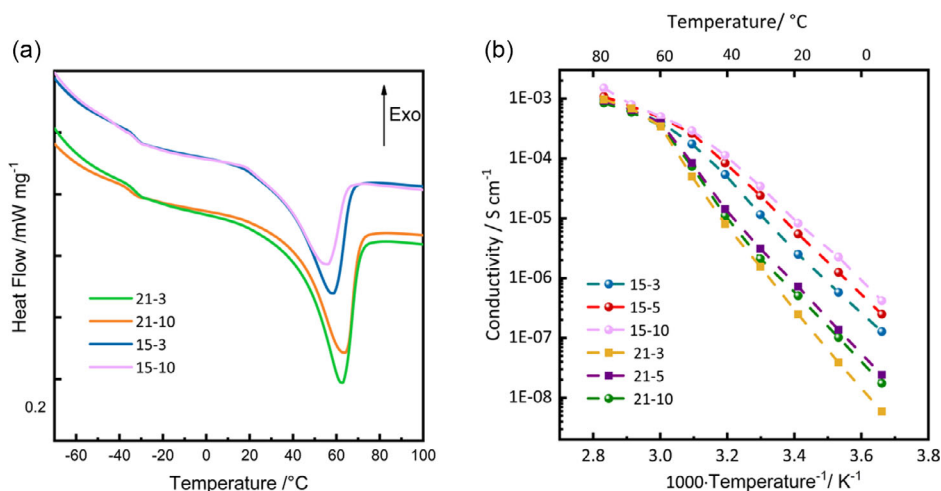 (a)
Exo
Heat Flow /mW mg⁻¹
21-3
21-10
15-3
15-10
0.2
-60 -40 -20 0 20 40 60 80 100
Temperature /°C
(b)
Temperature/ °C
80 60 40 20 0
1E-03
1E-04
1E-05
1E-06
1E-07
1E-08
Conductivity / S cm⁻¹
15-3
15-5
15-10
21-3
21-5
21-10
2.8 3.0 3.2 3.4 3.6 3.8
1000·Temperature⁻¹/ K⁻¹